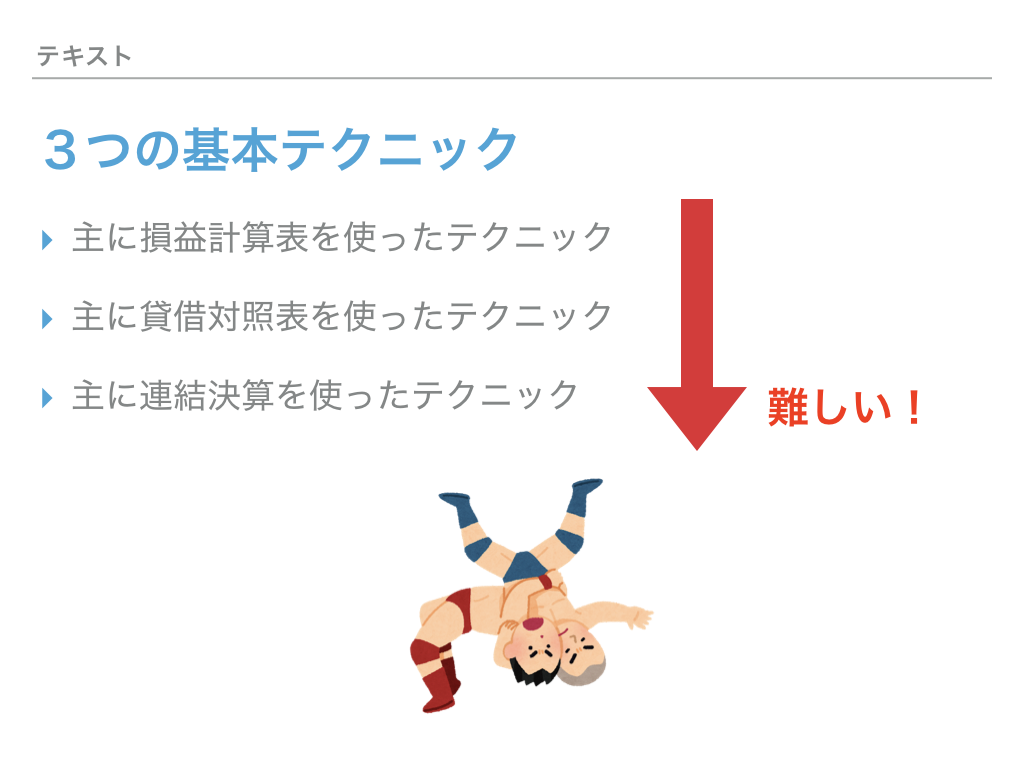 テキスト
３つの基本テクニック
▸ 主に損益計算表を使ったテクニック
▸ 主に貸借対照表を使ったテクニック
▸ 主に連結決算を使ったテクニック
難しい！